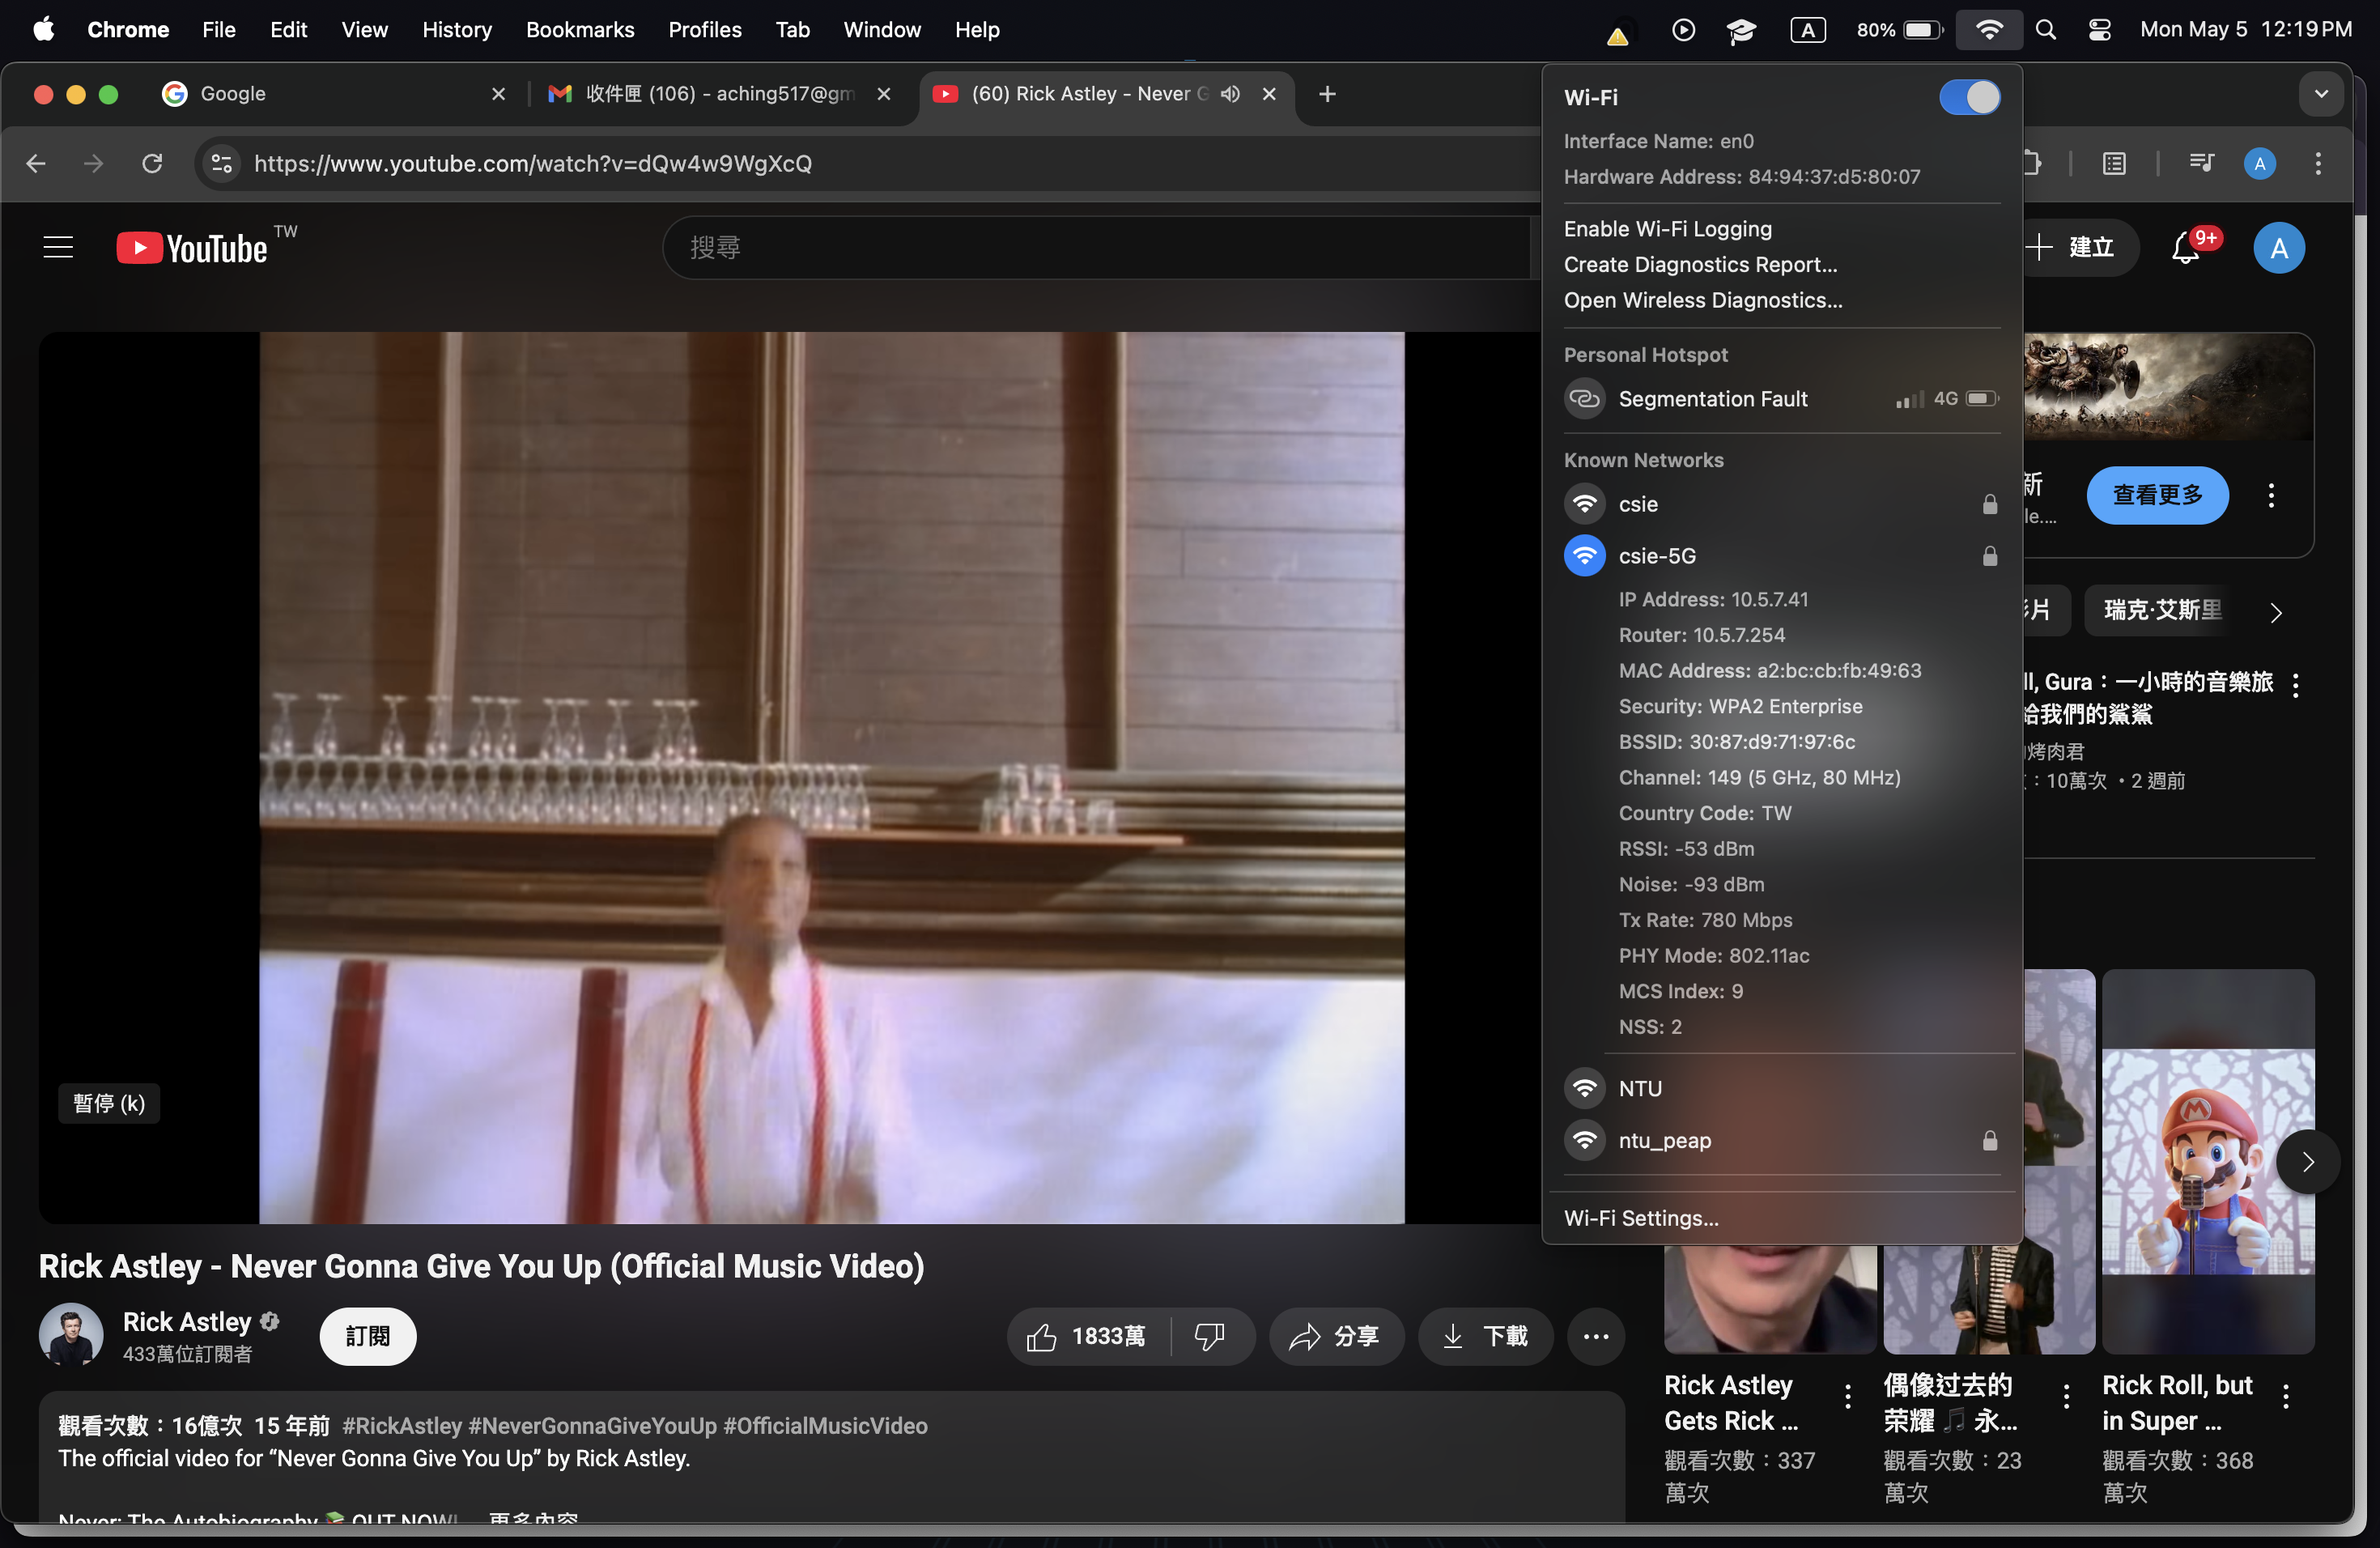 Chrome File Edit View History Bookmarks Profiles Tab Window Help
A 80% Mon May 5 12:19 PM
Google
收件匣 (106) - aching517@gm
(60) Rick Astley - Never G
https://www.youtube.com/watch?v=dQw4w9WgXcQ
A
YouTube TW
搜尋
建立
9+
A
Wi-Fi
Interface Name: en0
Hardware Address: 84:94:37:d5:80:07
Enable Wi-Fi Logging
Create Diagnostics Report...
Open Wireless Diagnostics...
Personal Hotspot
Segmentation Fault 4G
Known Networks
csie
csie-5G
IP Address: 10.5.7.41
Router: 10.5.7.254
MAC Address: a2:bc:cb:fb:49:63
Security: WPA2 Enterprise
BSSID: 30:87:d9:71:97:6c
Channel: 149 (5 GHz, 80 MHz)
Country Code: TW
RSSI: -53 dBm
Noise: -93 dBm
Tx Rate: 780 Mbps
PHY Mode: 802.11ac
MCS Index: 9
NSS: 2
NTU
ntu_peap
Wi-Fi Settings...
新
le....
查看更多
片
瑞克·艾斯里
ll, Gura：一小時的音樂旅
給我們的鯊鯊
烤肉君
：10萬次 •2 週前
暫停 (k)
Rick Astley - Never Gonna Give You Up (Official Music Video)
Rick Astley
433萬位訂閱者
訂閱
1833萬
分享
下載
觀看次數：16億次 15 年前 #RickAstley #NeverGonnaGiveYouUp #OfficialMusicVideo
The official video for “Never Gonna Give You Up” by Rick Astley.
Never: The Autobiography 📚 OUT NOW! ...更多內容
Rick Astley
Gets Rick ...
觀看次數：337
萬次
偶像过去的
荣耀 🎵 永...
觀看次數：23
萬次
Rick Roll, but
in Super ...
觀看次數：368
萬次